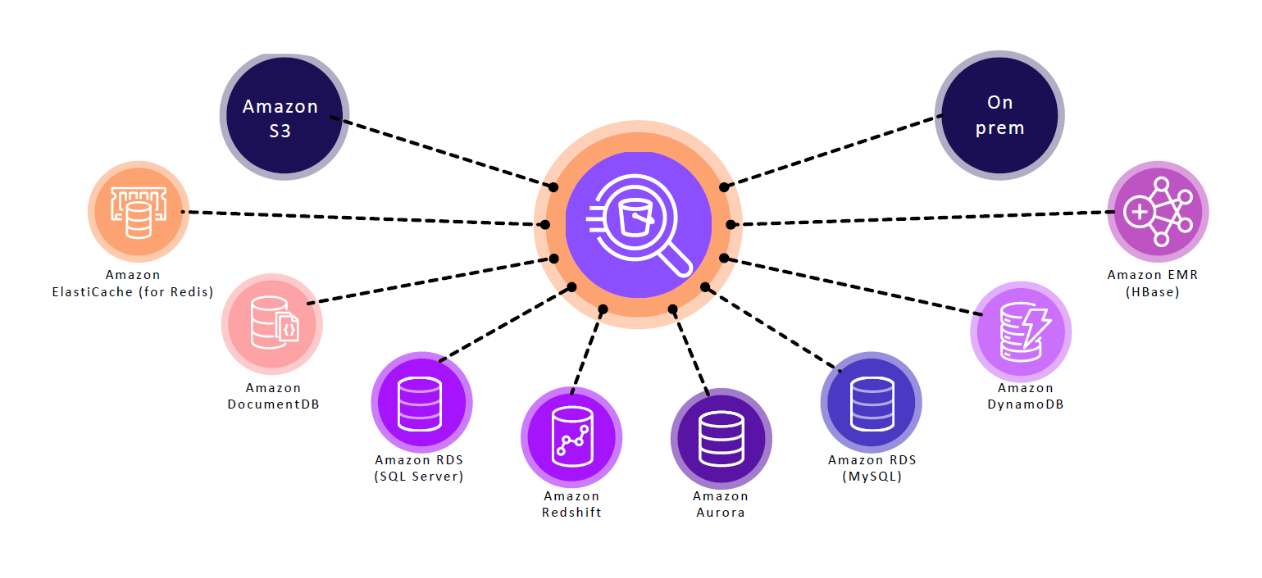 Amazon
S3
On
prem
Amazon
ElastiCache (for Redis)
Amazon EMR
(HBase)
Amazon
DocumentDB
Amazon
DynamoDB
Amazon RDS
(SQL Server)
Amazon RDS
(MySQL)
Amazon
Redshift
Amazon
Aurora